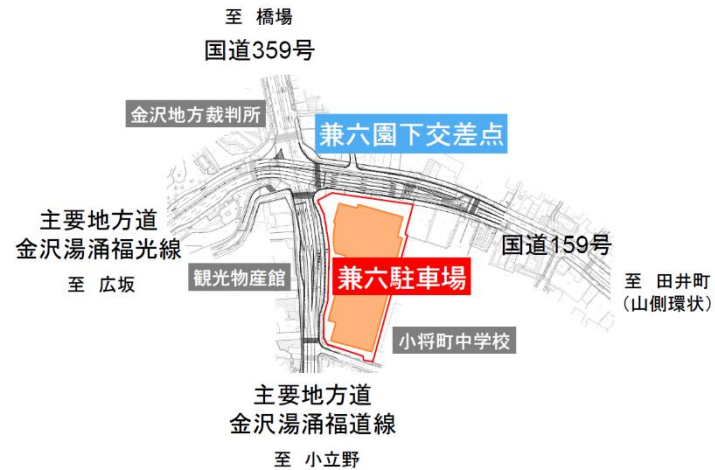 至 橋場
国道359号
金沢地方裁判所
兼六園下交差点
主要地方道
金沢湯涌福光線
至 広坂
観光物産館
兼六駐車場
国道159号
至 田井町
（山側環状）
小将町中学校
主要地方道
金沢湯涌福道線
至 小立野